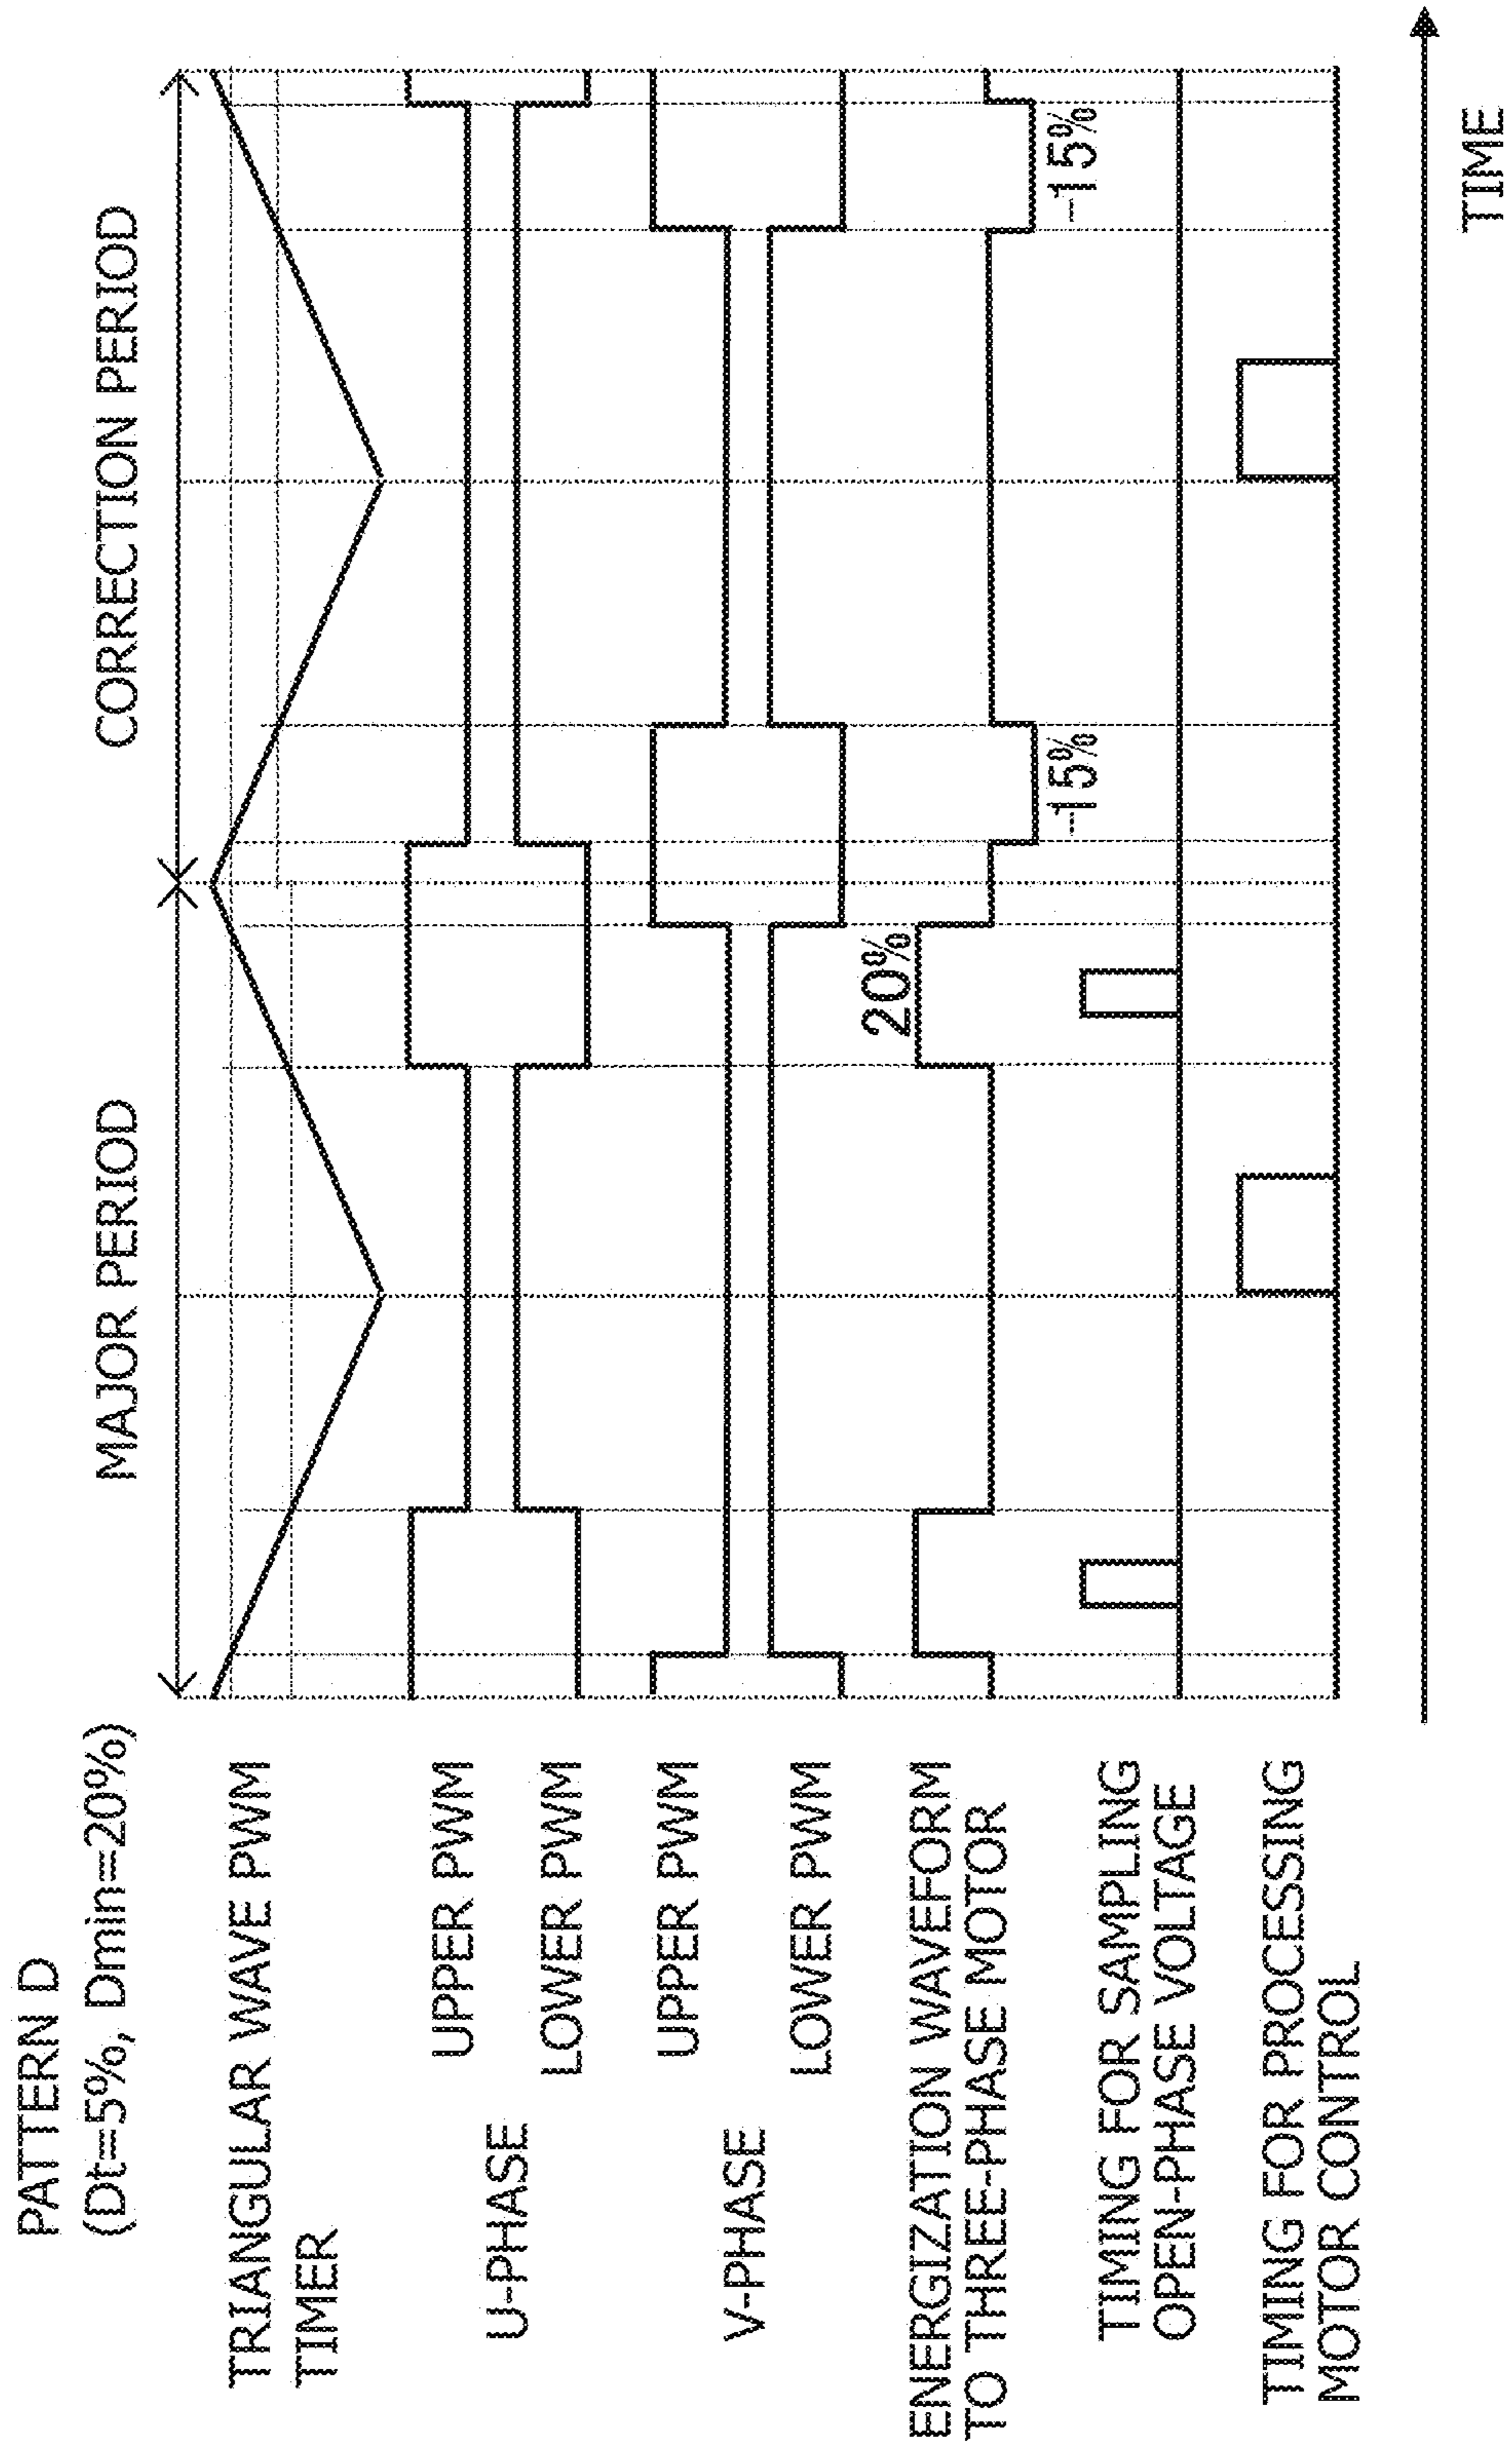 PATTERN D
(Dt=5%, Dmin=20%)
MAJOR PERIOD
CORRECTION PERIOD
TRIANGULAR WAVE PWM
TIMER
U-PHASE
UPPER PWM
LOWER PWM
V-PHASE
UPPER PWM
LOWER PWM
ENERGIZATION WAVEFORM
TO THREE-PHASE MOTOR
20%
-15%
-15%
TIMING FOR SAMPLING
OPEN-PHASE VOLTAGE
TIMING FOR PROCESSING
MOTOR CONTROL
TIME